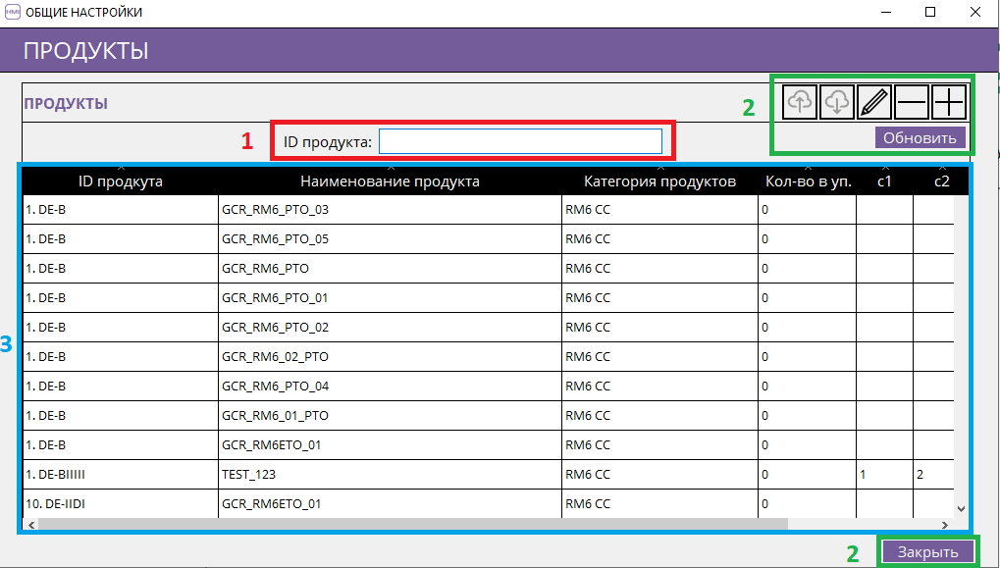 HMI ОБЩИЕ НАСТРОЙКИ
ПРОДУКТЫ
ПРОДУКТЫ
2
Обновить
1 ID продукта:
ID продкута Наименование продукта Категория продуктов Кол-во в уп. c1 c2
1. DE-B GCR_RM6_PTO_03 RM6 CC 0
1. DE-B GCR_RM6_PTO_05 RM6 CC 0
1. DE-B GCR_RM6_PTO RM6 CC 0
1. DE-B GCR_RM6_PTO_01 RM6 CC 0
1. DE-B GCR_RM6_PTO_02 RM6 CC 0
3
1. DE-B GCR_RM6_02_PTO RM6 CC 0
1. DE-B GCR_RM6_PTO_04 RM6 CC 0
1. DE-B GCR_RM6_01_PTO RM6 CC 0
1. DE-B GCR_RM6ETO_01 RM6 CC 0
1. DE-BIIIII TEST_123 RM6 CC 0 1 2
10. DE-IIDI GCR_RM6ETO_01 RM6 CC 0
2 Закрыть